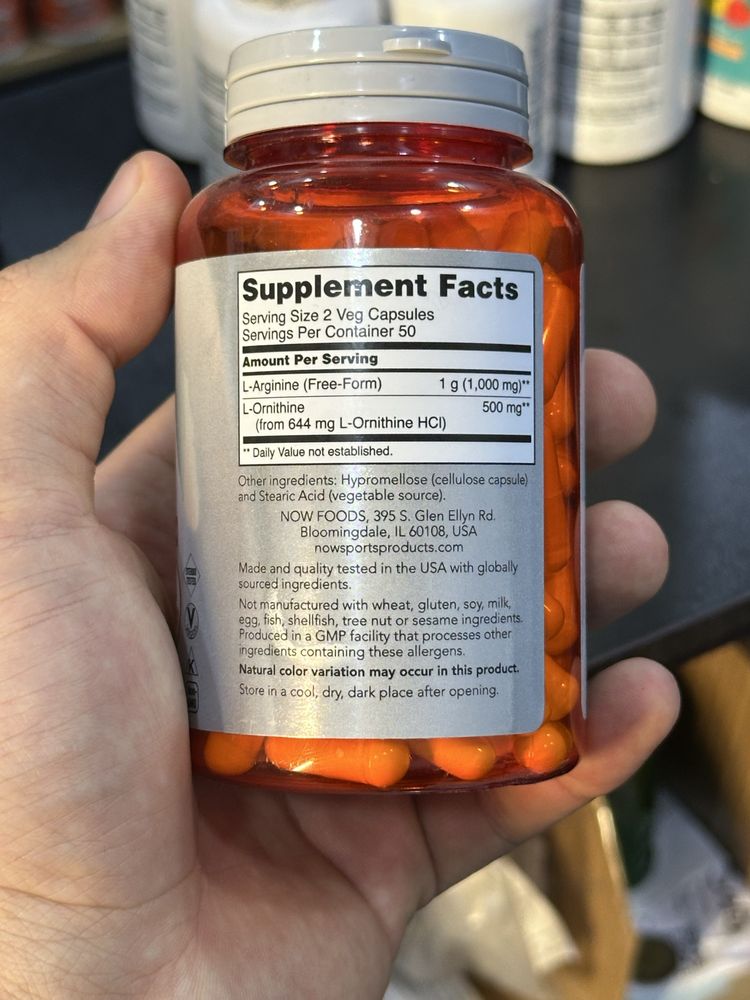 Supplement Facts
Serving Size 2 Veg Capsules
Servings Per Container 50
Amount Per Serving
L-Arginine (Free-Form) 1 g (1,000 mg)**
L-Ornithine 500 mg**
(from 644 mg L-Ornithine HCl)
** Daily Value not established.
Other ingredients: Hypromellose (cellulose capsule)
and Stearic Acid (vegetable source).
NOW FOODS, 395 S. Glen Ellyn Rd.
Bloomingdale, IL 60108, USA
nowsportsproducts.com
Made and quality tested in the USA with globally
sourced ingredients.
Not manufactured with wheat, gluten, soy, milk,
egg, fish, shellfish, tree nut or sesame ingredients.
Produced in a GMP facility that processes other
ingredients containing these allergens.
Natural color variation may occur in this product.
Store in a cool, dry, dark place after opening.
V
K